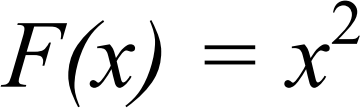 F(x) = x²